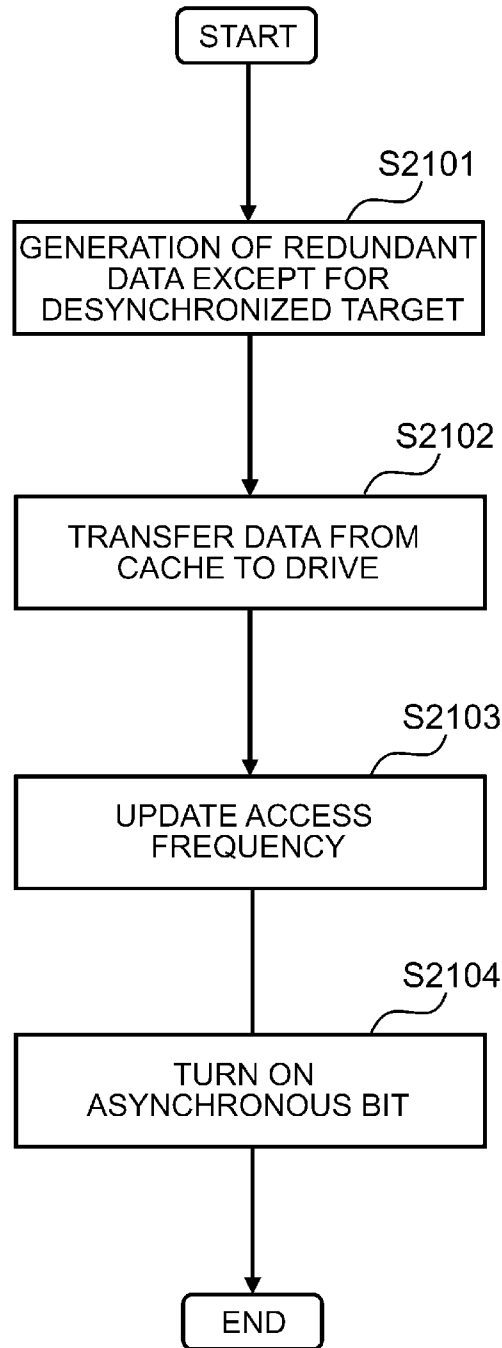 START
S2101
GENERATION OF REDUNDANT
DATA EXCEPT FOR
DESYNCHRONIZED TARGET
S2102
TRANSFER DATA FROM
CACHE TO DRIVE
S2103
UPDATE ACCESS
FREQUENCY
S2104
TURN ON
ASYNCHRONOUS BIT
END